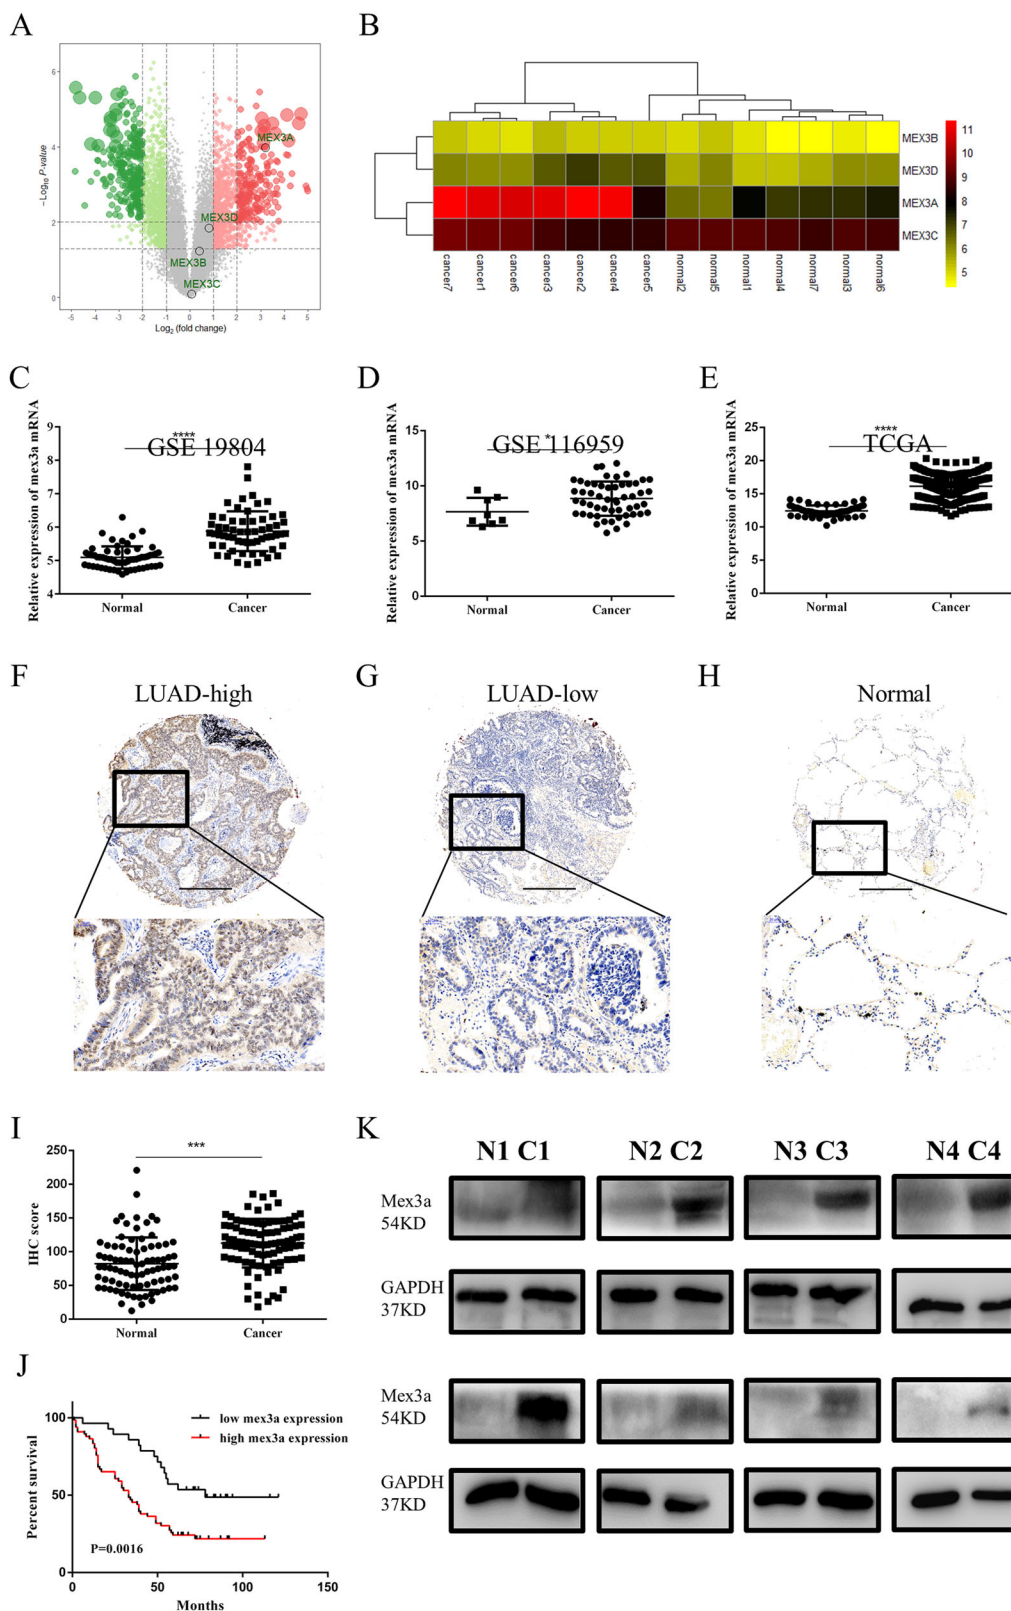 A
B
6
4
2
0
-Log10 P-value
MEX3A
MEX3D
MEX3B
MEX3C
-5 -4 -3 -2 -1 0 1 2 3 4 5
Log2 (fold change)
MEX3B
MEX3D
MEX3A
MEX3C
cancer7
cancer1
cancer6
cancer3
cancer2
cancer4
cancer5
normal2
normal5
normal1
normal4
normal7
normal3
normal6
11
10
9
8
7
6
5
C
Relative expression of mex3a mRNA
9
8
7
6
5
4
****
GSE 19804
Normal Cancer
D
Relative expression of mex3a mRNA
15
10
5
0
*
GSE 116959
Normal Cancer
E
Relative expression of mex3a mRNA
25
20
15
10
5
0
****
TCGA
Normal Cancer
F
LUAD-high
G
LUAD-low
H
Normal
I
IHC score
250
200
150
100
50
0
***
Normal Cancer
J
Percent survival
100
50
0
low mex3a expression
high mex3a expression
P=0.0016
0 50 100 150
Months
K
N1 C1 N2 C2 N3 C3 N4 C4
Mex3a
54KD
GAPDH
37KD
Mex3a
54KD
GAPDH
37KD